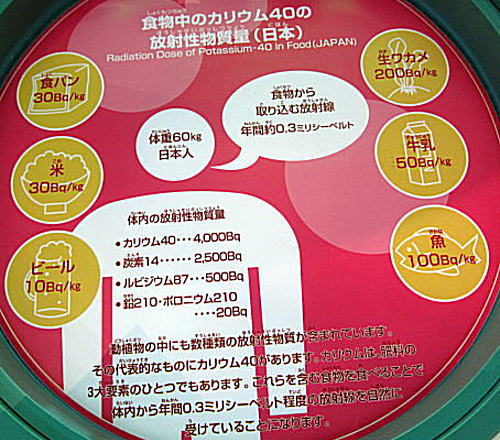 食物中のカリウム40の
放射性物質量（日本）
Radiation Dose of Potassium-40 in Food(JAPAN)
食パン
30Bq/kg
米
30Bq/kg
ビール
10Bq/kg
生ワカメ
200Bq/kg
牛乳
50Bq/kg
魚
100Bq/kg
体重60kg
日本人
食物から
取り込む放射線
年間約0.3ミリシーベルト
体内の放射性物質量
•カリウム40･･･4,000Bq
•炭素14･･････2,500Bq
•ルビジウム87･･･500Bq
•鉛210･ポロニウム210
････20Bq
動植物の中にも数種類の放射性物質が含まれています。
その代表的なものにカリウム40があります。カリウムは、肥料の
3大要素のひとつでもあります。これらを含む食物を食べることで
体内から年間0.3ミリシーベルト程度の放射線を自然に
受けていることになります。